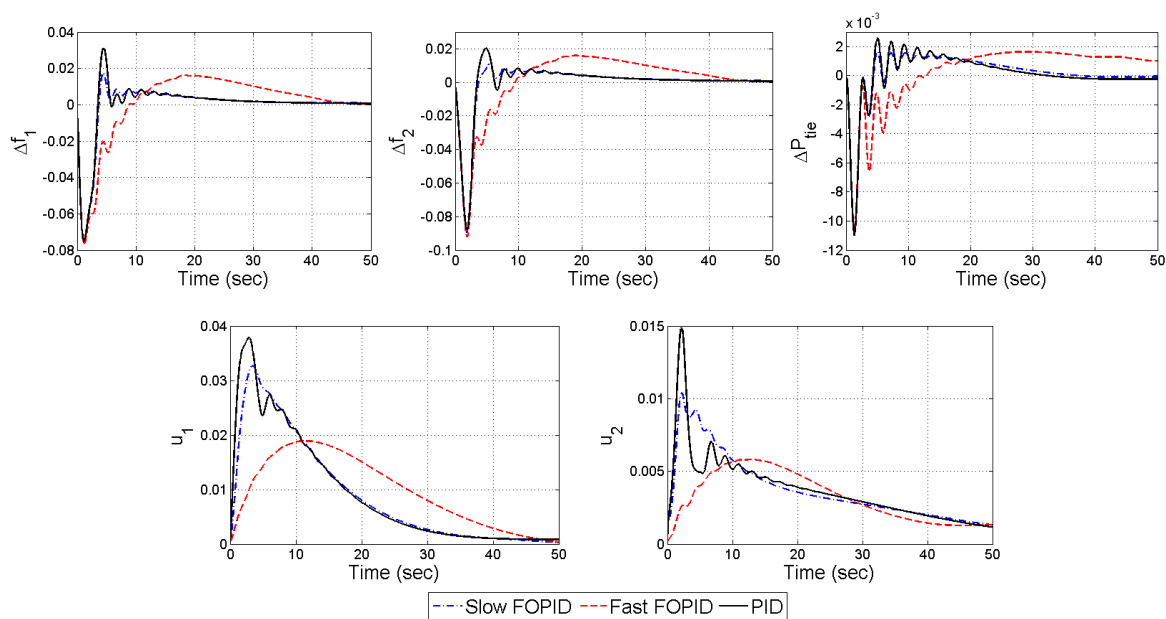 0.04
0.02
0
-0.02
-0.04
-0.06
-0.08
Δf1
0 10 20 30 40 50
Time (sec)
0.02
0
-0.02
-0.04
-0.06
-0.08
-0.1
Δf2
0 10 20 30 40 50
Time (sec)
x 10-3
2
0
-2
-4
-6
-8
-10
-12
ΔPtie
0 10 20 30 40 50
Time (sec)
0.04
0.03
0.02
0.01
0
u1
0 10 20 30 40 50
Time (sec)
0.015
0.01
0.005
0
u2
0 10 20 30 40 50
Time (sec)
Slow FOPID Fast FOPID PID